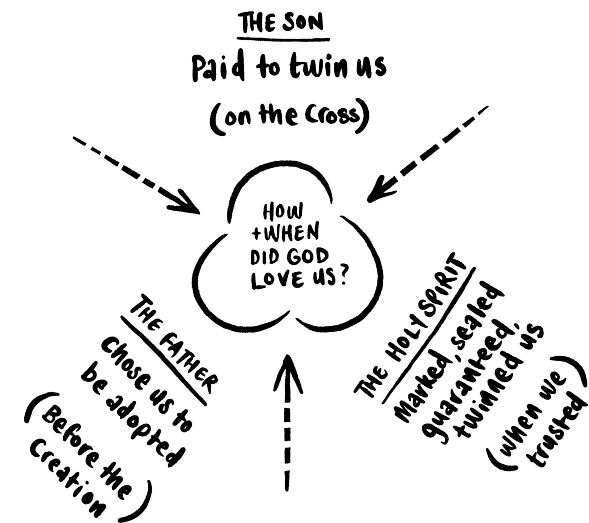 THE SON
Paid to twin us
(on the Cross)
HOW
+WHEN
DID GOD
LOVE US?
THE FATHER
chose us to
be adopted
(Before the
Creation)
THE HOLY SPIRIT
Marked, sealed
guaranteed,
twinned us
(when we
trusted)